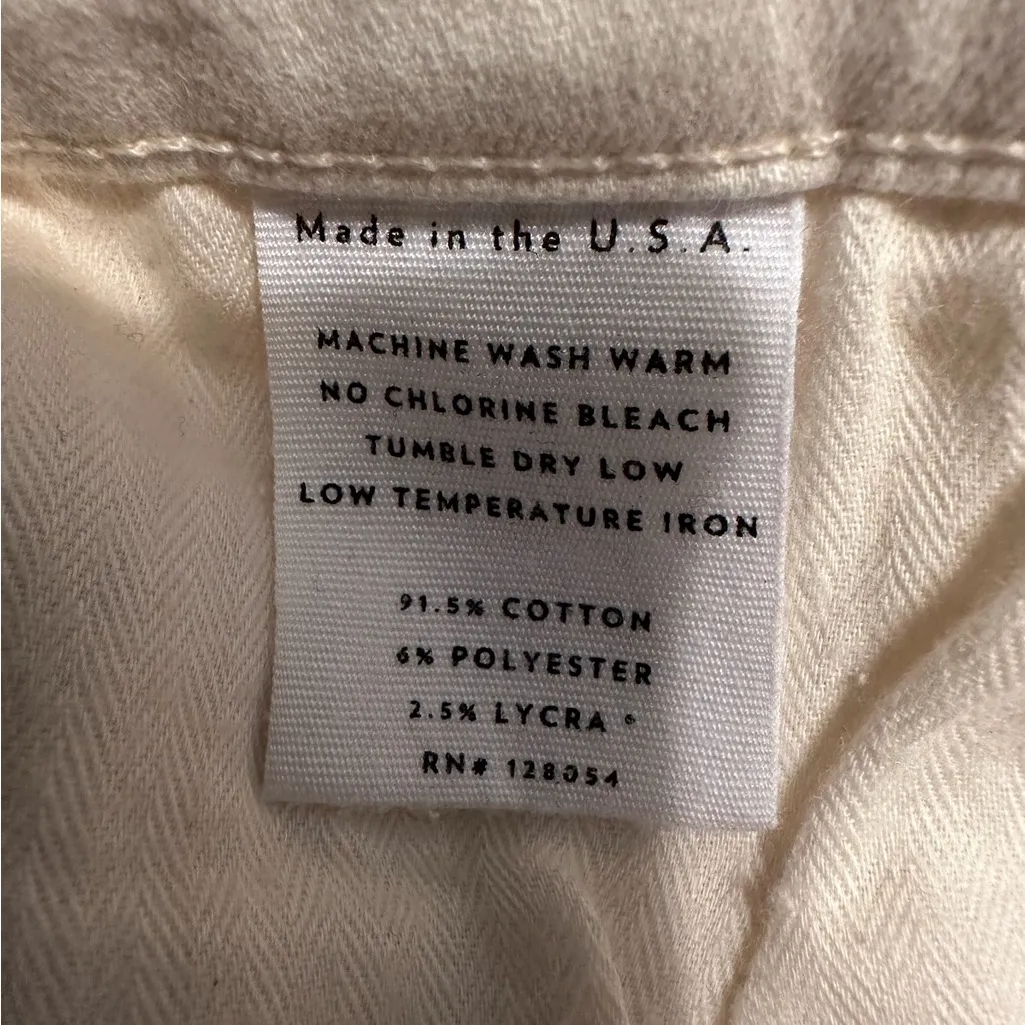 Made in the U.S.A.
MACHINE WASH WARM
NO CHLORINE BLEACH
TUMBLE DRY LOW
LOW TEMPERATURE IRON
91.5% COTTON
6% POLYESTER
2.5% LYCRA ®
RN# 128054